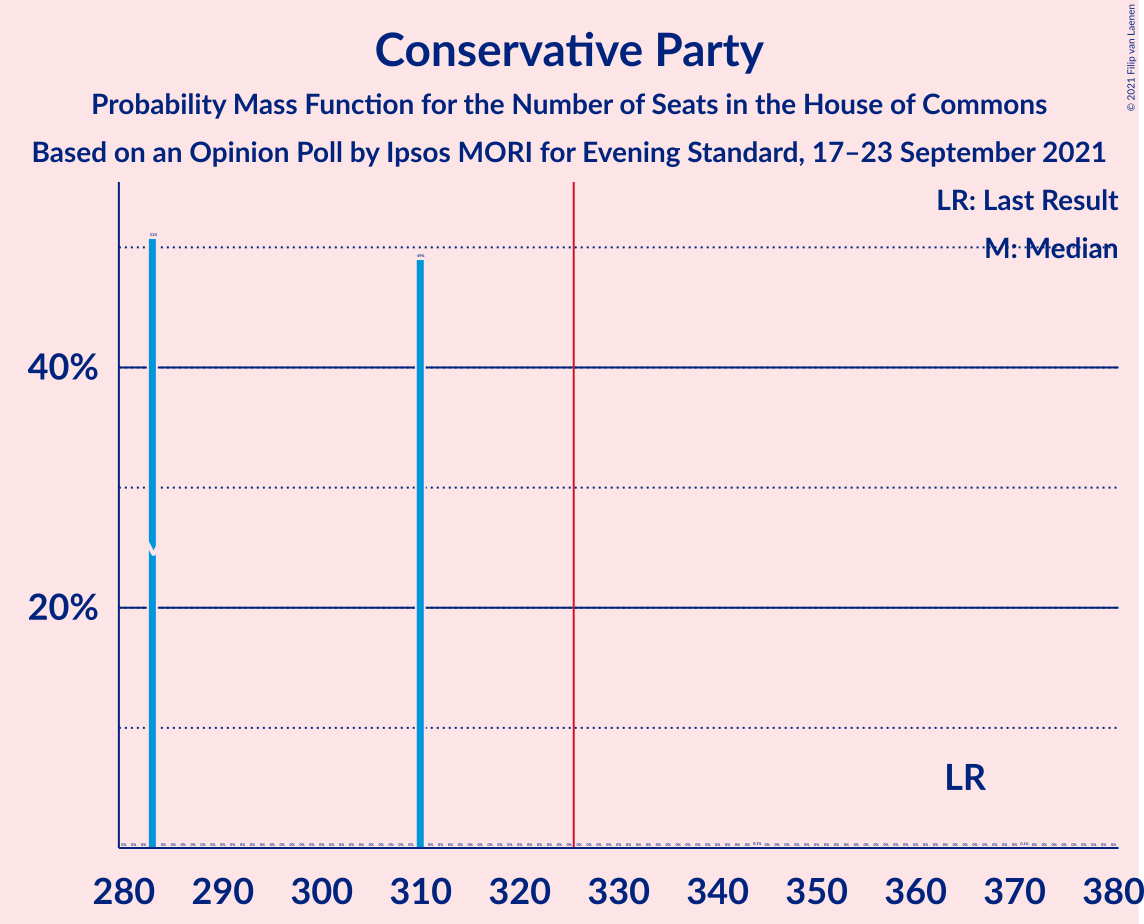 Conservative Party
Probability Mass Function for the Number of Seats in the House of Commons
Based on an Opinion Poll by Ipsos MORI for Evening Standard, 17–23 September 2021
© 2021 Filip van Laenen
LR: Last Result
M: Median
51%
49%
40%
20%
LR
280 290 300 310 320 330 340 350 360 370 380